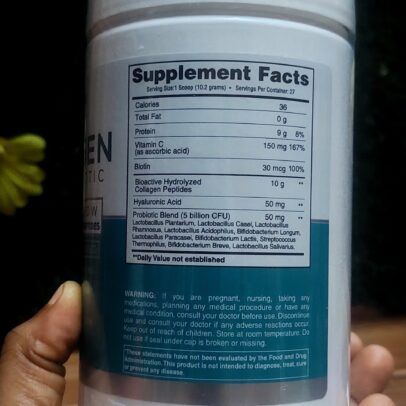 Supplement Facts
Serving Size:1 Scoop (10.2 grams) • Servings Per Container: 27
Calories 36
Total Fat 0 g
Protein 9 g 8%
Vitamin C 150 mg 167%
(as ascorbic acid)
Biotin 30 mcg 100%
Bioactive Hydrolyzed 10 g **
Collagen Peptides
Hyaluronic Acid 50 mg **
Probiotic Blend (5 billion CFU) 50 mg **
Lactobacillus Plantarium, Lactobacillus Casei, Lactobacillus
Rhamnosus, Lactobacillus Acidophilus, Bifidobacterium Longum,
Lactobacillus Paracasei, Bifidobacterium Lactis, Streptococcus
Thermophilus, Bifidobacterium Breve, Lactobacillus Salivarius.
**Daily Value not established
EN
OTIC
OW
WARNING: If you are pregnant, nursing, taking any
medications, planning any medical procedure or have any
medical condition, consult your doctor before use. Discontinue
use and consult your doctor if any adverse reactions occur.
Keep out of reach of children. Store at room temperature. Do
not use if seal under cap is broken or missing.
These statements have not been evaluated by the Food and Drug
Administration. This product is not intended to diagnose, treat, cure
or prevent any disease.